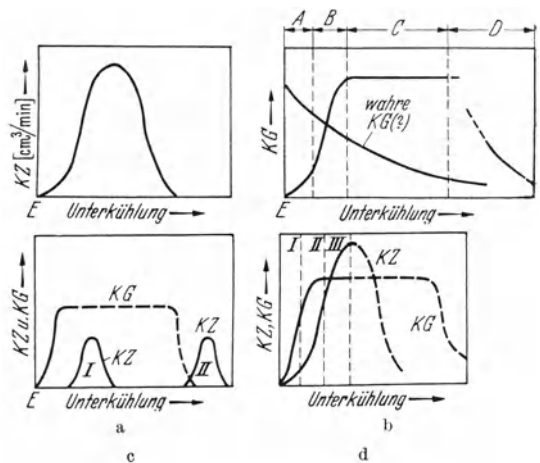 KZ [cm³/min]
E
Unterkühlung
A B C D
KG
wahre
KG(?)
E
Unterkühlung
KZ u. KG
KG
KZ
KZ
I
II
E
Unterkühlung
a
c
KZ, KG
I II III
KZ
KG
Unterkühlung
b
d